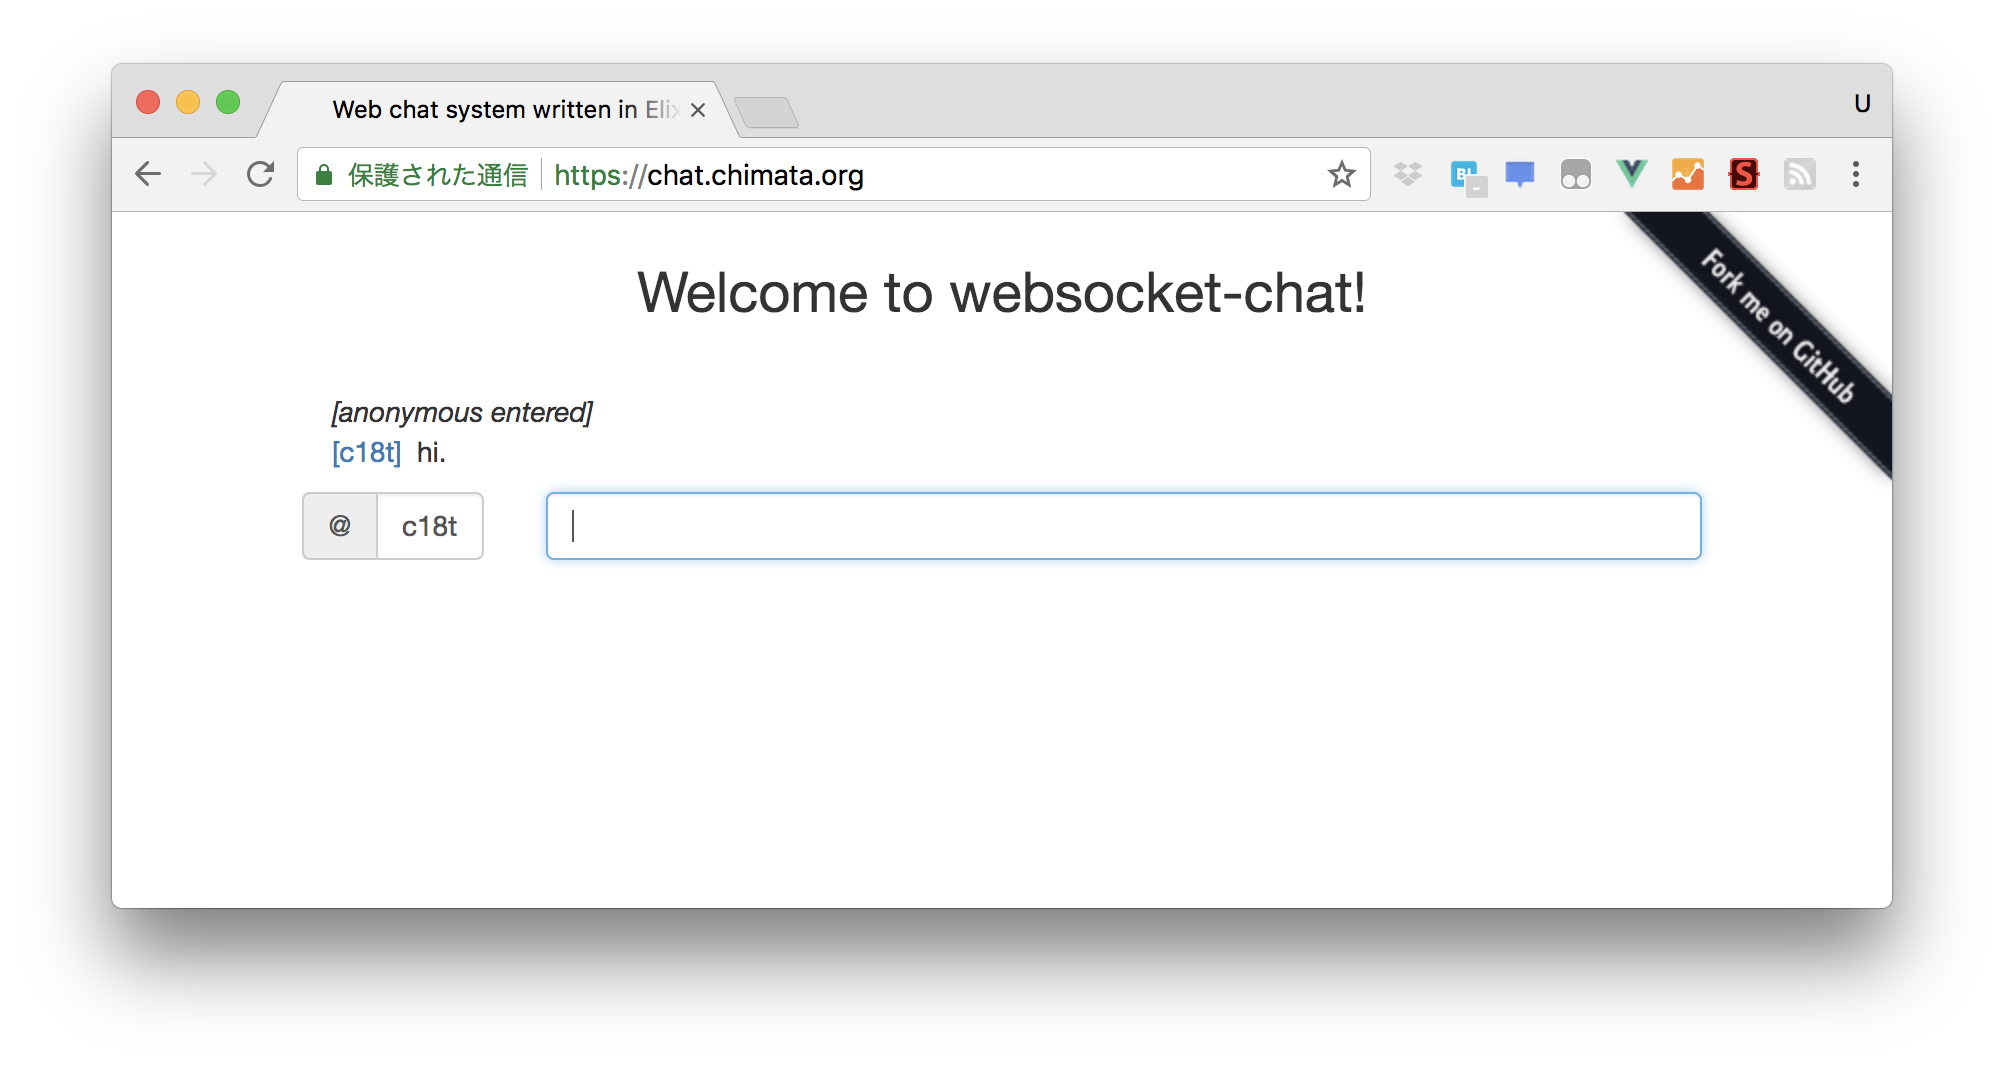 Web chat system written in Elix
U
保護された通信 https://chat.chimata.org
B!
S
Fork me on GitHub
Welcome to websocket-chat!
[anonymous entered]
[c18t] hi.
@ c18t